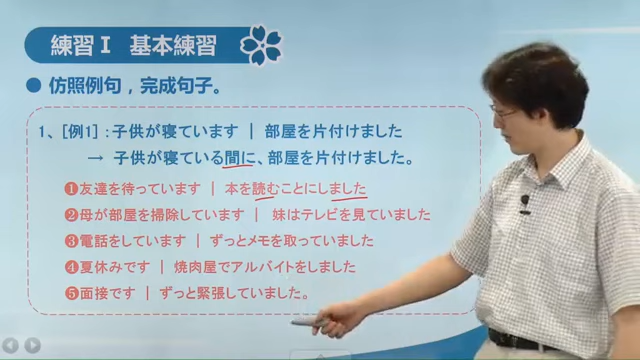 練習Ⅰ 基本練習
● 仿照例句，完成句子。
1、[例1]：子供が寝ています｜部屋を片付けました
→ 子供が寝ている間に、部屋を片付けました。
❶友達を待っています｜本を読むことにしました
❷母が部屋を掃除しています｜妹はテレビを見ていました
❸電話をしています｜ずっとメモを取っていました
❹夏休みです｜焼肉屋でアルバイトをしました
❺面接です｜ずっと緊張していました。